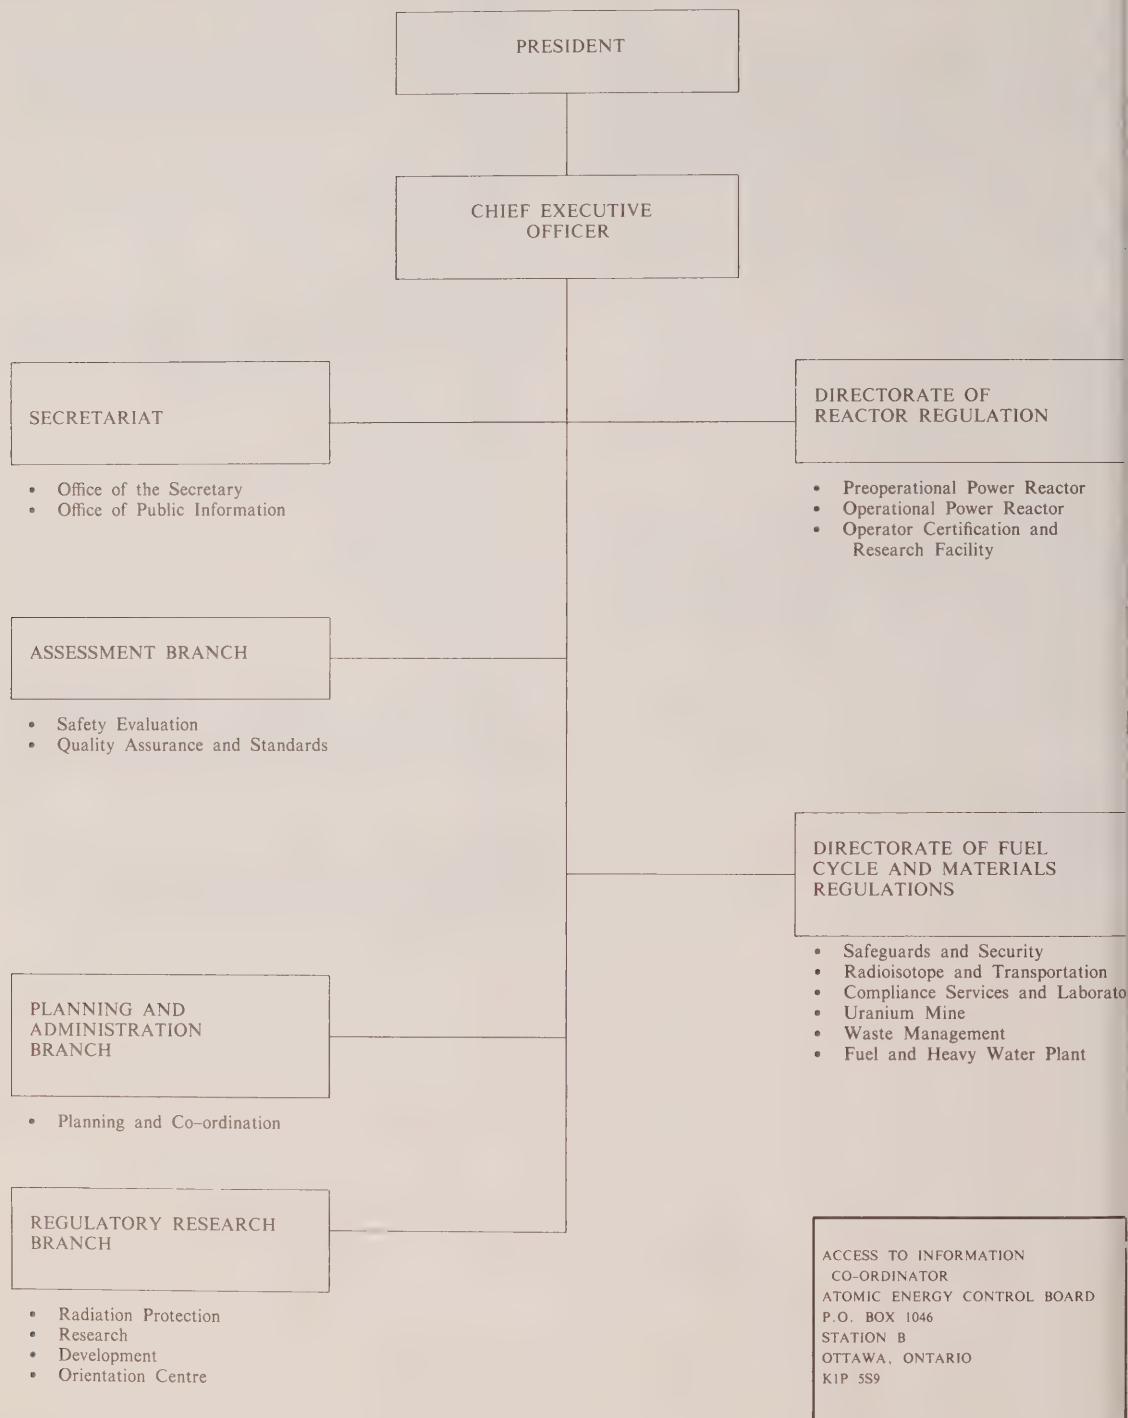 PRESIDENT
CHIEF EXECUTIVE
OFFICER
SECRETARIAT
• Office of the Secretary
• Office of Public Information
DIRECTORATE OF
REACTOR REGULATION
• Preoperational Power Reactor
• Operational Power Reactor
• Operator Certification and
Research Facility
ASSESSMENT BRANCH
• Safety Evaluation
• Quality Assurance and Standards
DIRECTORATE OF FUEL
CYCLE AND MATERIALS
REGULATIONS
• Safeguards and Security
• Radioisotope and Transportation
• Compliance Services and Laborato
• Uranium Mine
• Waste Management
• Fuel and Heavy Water Plant
PLANNING AND
ADMINISTRATION
BRANCH
• Planning and Co-ordination
REGULATORY RESEARCH
BRANCH
• Radiation Protection
• Research
• Development
• Orientation Centre
ACCESS TO INFORMATION
CO-ORDINATOR
ATOMIC ENERGY CONTROL BOARD
P.O. BOX 1046
STATION B
OTTAWA, ONTARIO
K1P 5S9